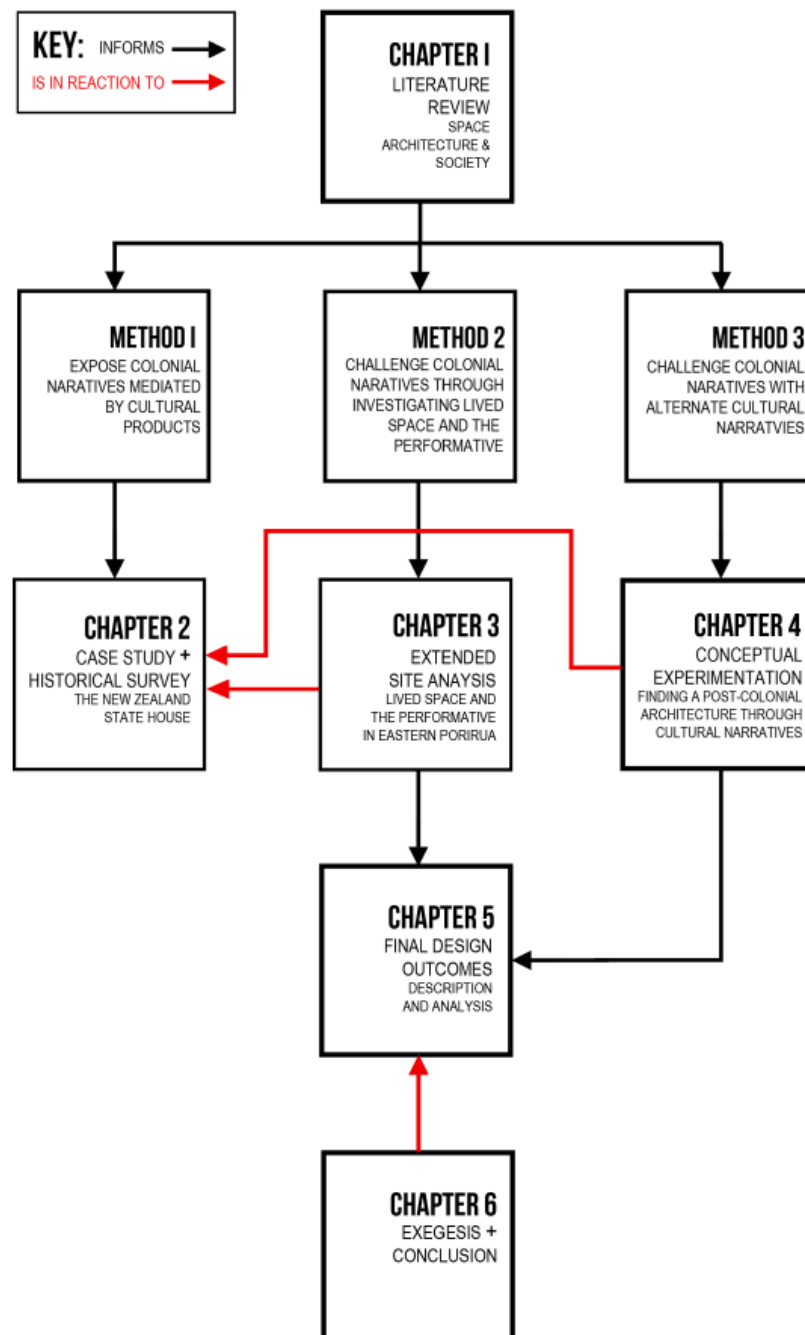 KEY: INFORMS
IS IN REACTION TO
CHAPTER I
LITERATURE
REVIEW
SPACE
ARCHITECTURE &
SOCIETY
METHOD I
EXPOSE COLONIAL
NARATIVES MEDIATED
BY CULTURAL
PRODUCTS
METHOD 2
CHALLENGE COLONIAL
NARATIVES THROUGH
INVESTIGATING LIVED
SPACE AND THE
PERFORMATIVE
METHOD 3
CHALLENGE COLONIAL
NARATIVES WITH
ALTERNATE CULTURAL
NARRATVIES
CHAPTER 2
CASE STUDY +
HISTORICAL SURVEY
THE NEW ZEALAND
STATE HOUSE
CHAPTER 3
EXTENDED
SITE ANAYSIS
LIVED SPACE AND
THE PERFORMATIVE
IN EASTERN PORIRUA
CHAPTER 4
CONCEPTUAL
EXPERIMENTATION
FINDING A POST-COLONIAL
ARCHITECTURE THROUGH
CULTURAL NARRATIVES
CHAPTER 5
FINAL DESIGN
OUTCOMES
DESCRIPTION
AND ANALYSIS
CHAPTER 6
EXEGESIS +
CONCLUSION